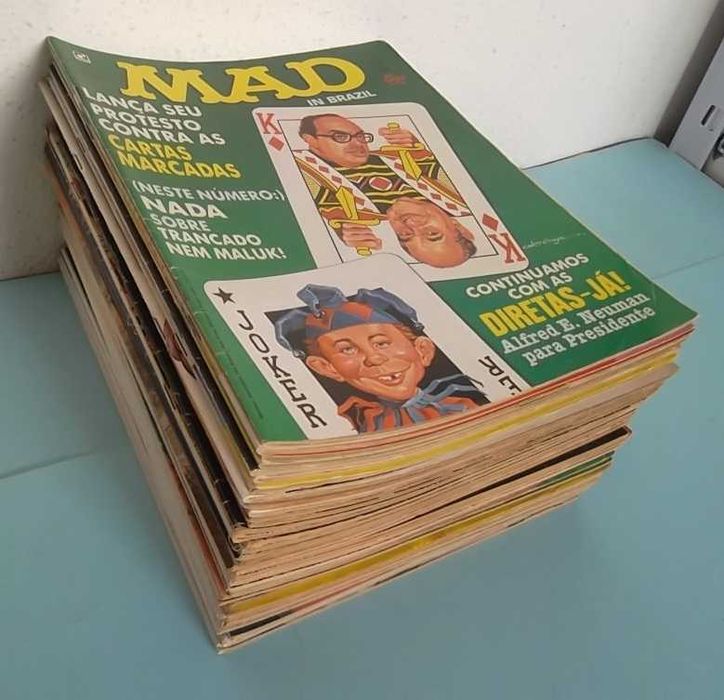 MAD
IN BRAZIL
LANÇA SEU
PROTESTO
CONTRA AS
CARTAS
MARCADAS
(NESTE NÚMERO:)
NADA
SOBRE
TRANCADO
NEM MALUK!
K
K
CONTINUAMOS
COM AS
DIRETAS-JÁ!
Alfred E. Neuman
para Presidente
JOKER